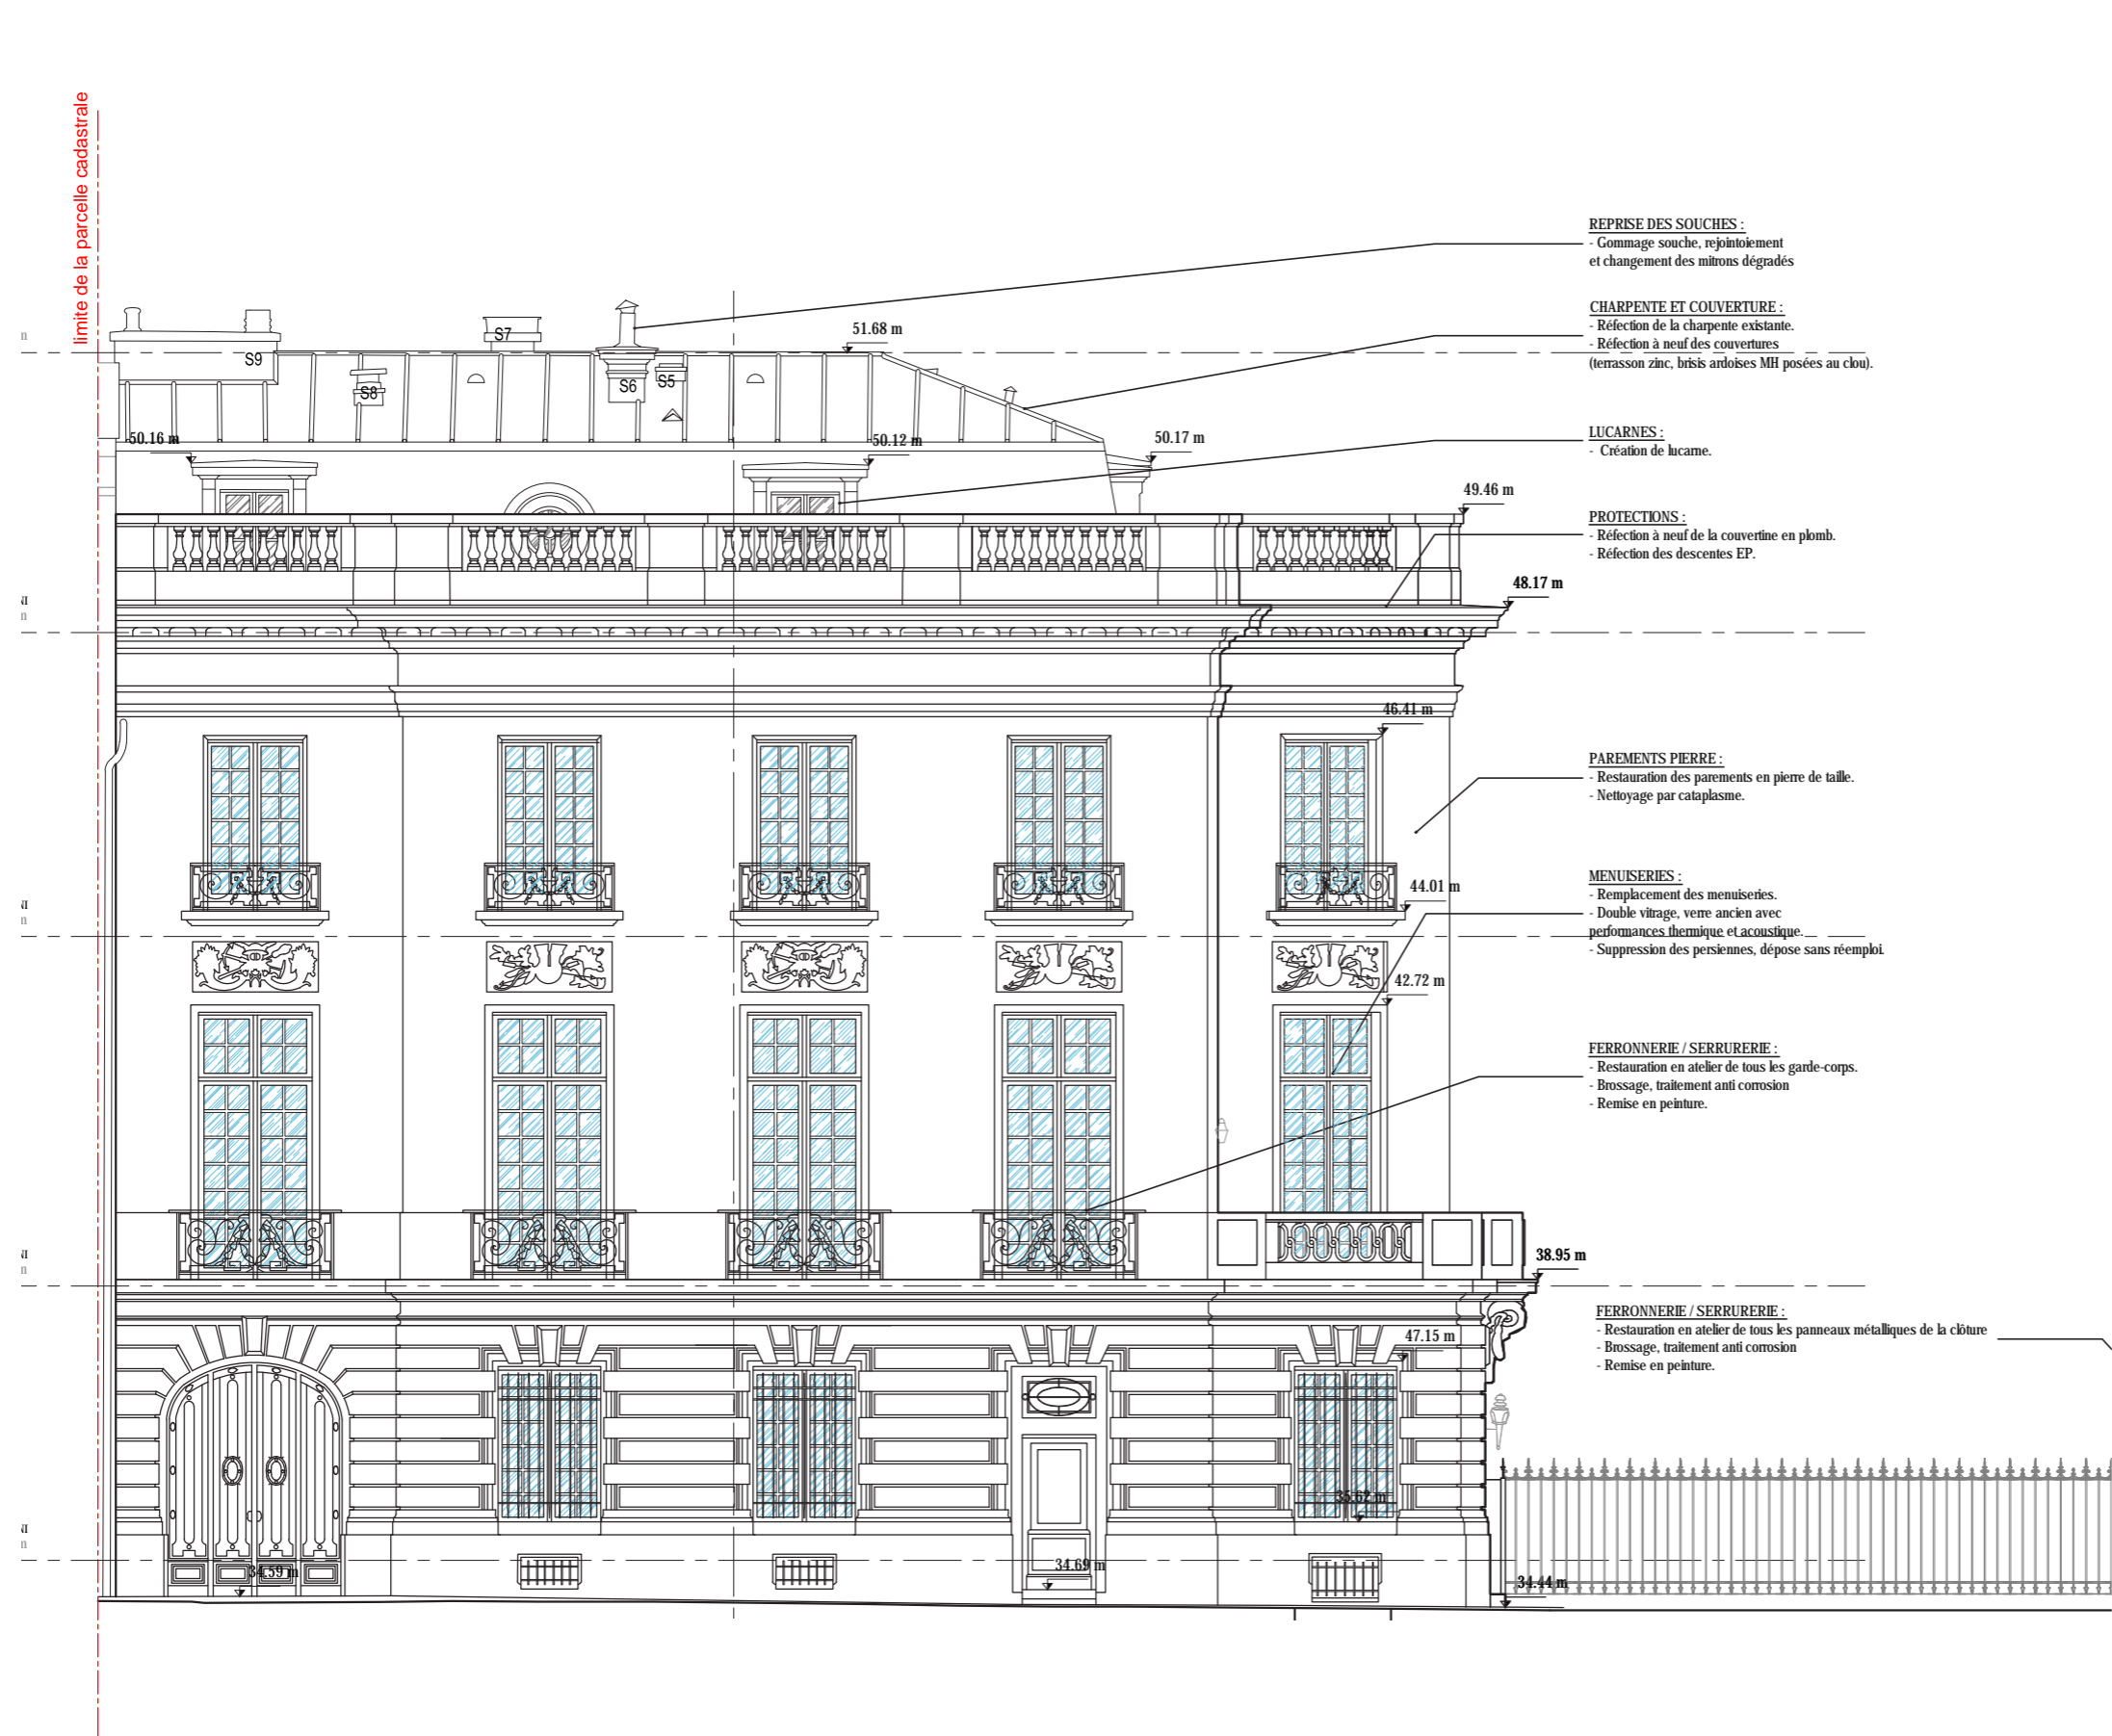 limite de la parcelle cadastrale
REPRISE DES SOUCHES :
- Gommage souche, rejointoiement
et changement des mitrons dégradés
CHARPENTE ET COUVERTURE :
- Réfection de la charpente existante.
- Réfection à neuf des couvertures
(terrasson zinc, brisis ardoises MH posées au clou).
LUCARNES :
- Création de lucarne.
PROTECTIONS :
- Réfection à neuf de la couvertine en plomb.
- Réfection des descentes EP.
PAREMENTS PIERRE :
- Restauration des parements en pierre de taille.
- Nettoyage par cataplasme.
MENUISERIES :
- Remplacement des menuiseries.
- Double vitrage, verre ancien avec
performances thermique et acoustique.
- Suppression des persiennes, dépose sans réemploi.
FERRONNERIE / SERRURERIE :
- Restauration en atelier de tous les garde-corps.
- Brossage, traitement anti corrosion
- Remise en peinture.
FERRONNERIE / SERRURERIE :
- Restauration en atelier de tous les panneaux métalliques de la clôture
- Brossage, traitement anti corrosion
- Remise en peinture.
n
51.68 m
S7
S9
S6
S5
S8
50.16 m
50.12 m
50.17 m
49.46 m
48.17 m
NI
n
46.41 m
44.01 m
NI
n
42.72 m
38.95 m
NI
n
47.15 m
35.62 m
NI
n
34.59 m
34.69 m
34.44 m